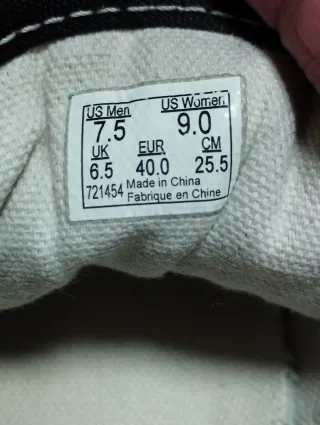 US Men US Women
7.5 9.0
UK EUR CM
6.5 40.0 25.5
721454 Made in China
Fabrique en Chine